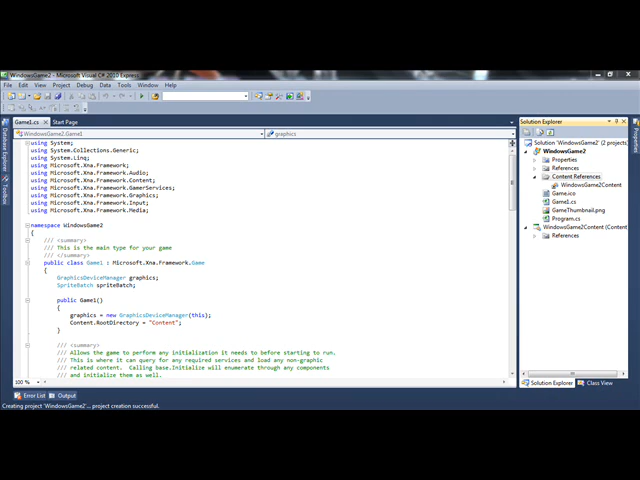 WindowsGame2 - Microsoft Visual C# 2010 Express
File Edit View Project Debug Data Tools Window Help
Game1.cs Start Page
WindowsGame2.Game1 graphics
using System;
using System.Collections.Generic;
using System.Linq;
using Microsoft.Xna.Framework;
using Microsoft.Xna.Framework.Audio;
using Microsoft.Xna.Framework.Content;
using Microsoft.Xna.Framework.GamerServices;
using Microsoft.Xna.Framework.Graphics;
using Microsoft.Xna.Framework.Input;
using Microsoft.Xna.Framework.Media;
namespace WindowsGame2
{
/// <summary>
/// This is the main type for your game
/// </summary>
public class Game1 : Microsoft.Xna.Framework.Game
{
GraphicsDeviceManager graphics;
SpriteBatch spriteBatch;
public Game1()
{
graphics = new GraphicsDeviceManager(this);
Content.RootDirectory = "Content";
}
/// <summary>
/// Allows the game to perform any initialization it needs to before starting to run.
/// This is where it can query for any required services and load any non-graphic
/// related content.  Calling base.Initialize will enumerate through any components
/// and initialize them as well.
100 %
Error List Output
Creating project 'WindowsGame2'... project creation successful.
Database Explorer
Toolbox
Solution Explorer
Solution 'WindowsGame2' (2 projects)
WindowsGame2
Properties
References
Content References
WindowsGame2Content
Game.ico
Game1.cs
GameThumbnail.png
Program.cs
WindowsGame2Content (Content)
References
Solution Explorer Class View
Properties